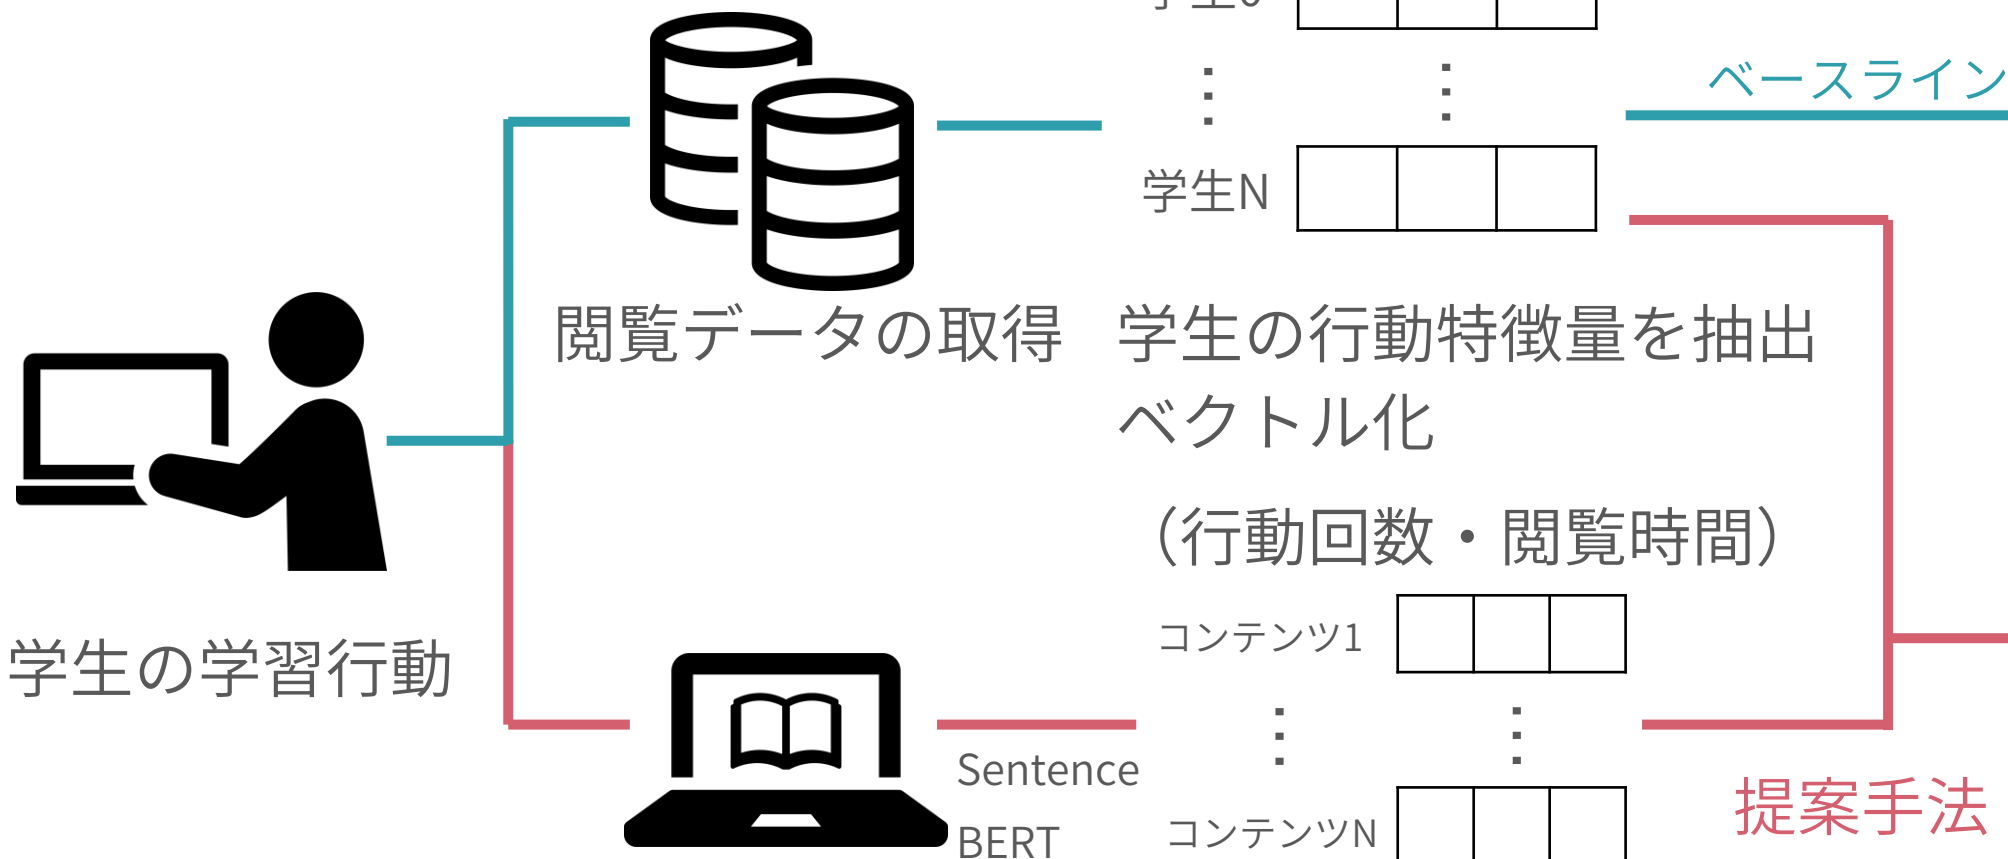 ベースライン
学生N
閲覧データの取得
学生の行動特徴量を抽出
ベクトル化
（行動回数・閲覧時間）
学生の学習行動
コンテンツ1
Sentence
BERT
コンテンツN
提案手法